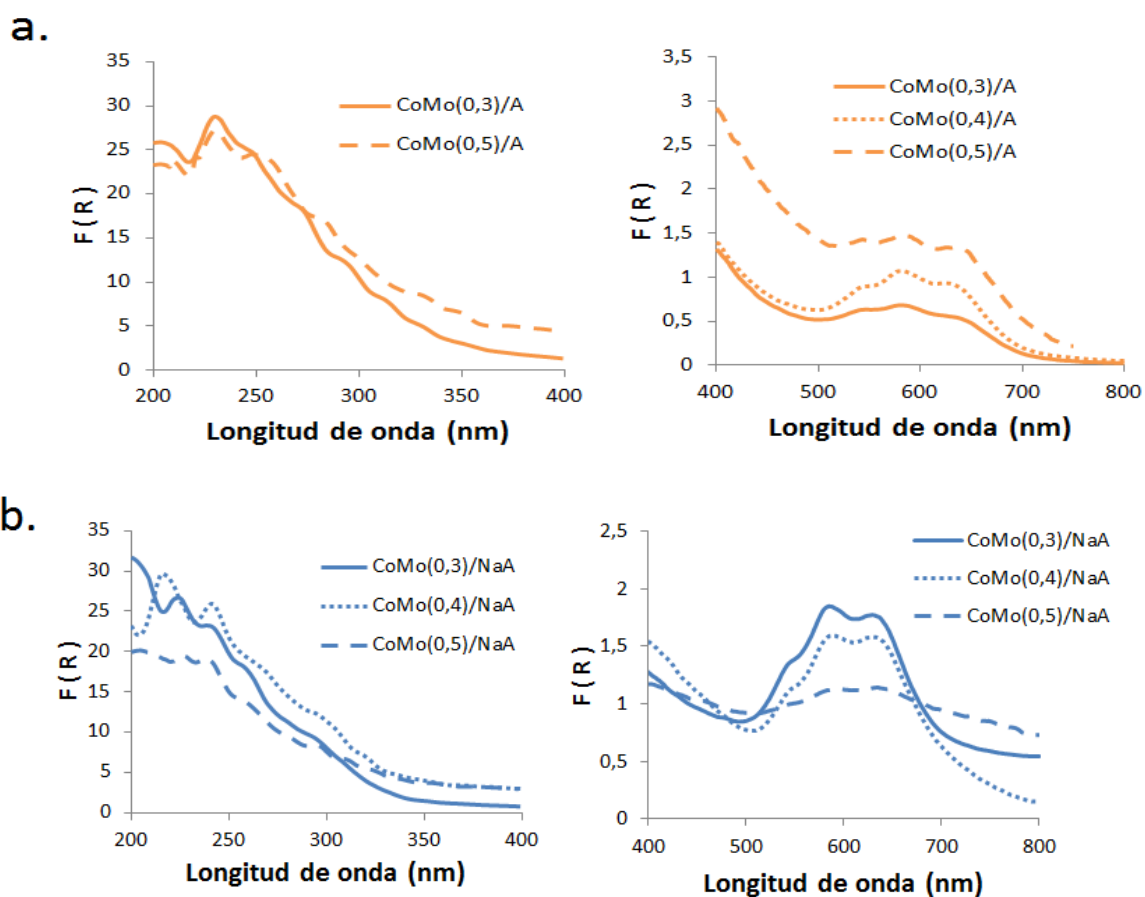 a.
35
30
25
20
15
10
5
0
F ( R )
200
250
300
350
400
Longitud de onda (nm)
CoMo(0,3)/A
CoMo(0,5)/A
3,5
3
2,5
2
1,5
1
0,5
0
F ( R )
400
500
600
700
800
Longitud de onda (nm)
CoMo(0,3)/A
CoMo(0,4)/A
CoMo(0,5)/A
b.
35
30
25
20
15
10
5
0
F ( R )
200
250
300
350
400
Longitud de onda (nm)
CoMo(0,3)/NaA
CoMo(0,4)/NaA
CoMo(0,5)/NaA
2,5
2
1,5
1
0,5
0
F ( R )
400
500
600
700
800
Longitud de onda (nm)
CoMo(0,3)/NaA
CoMo(0,4)/NaA
CoMo(0,5)/NaA